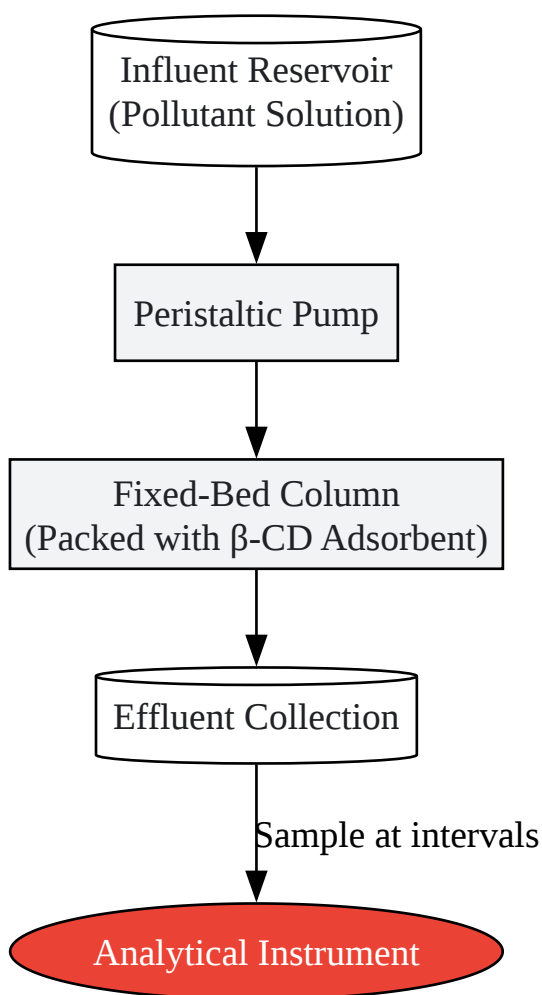 Influent Reservoir
(Pollutant Solution)
Peristaltic Pump
Fixed-Bed Column
(Packed with β-CD Adsorbent)
Effluent Collection
Sample at intervals
Analytical Instrument